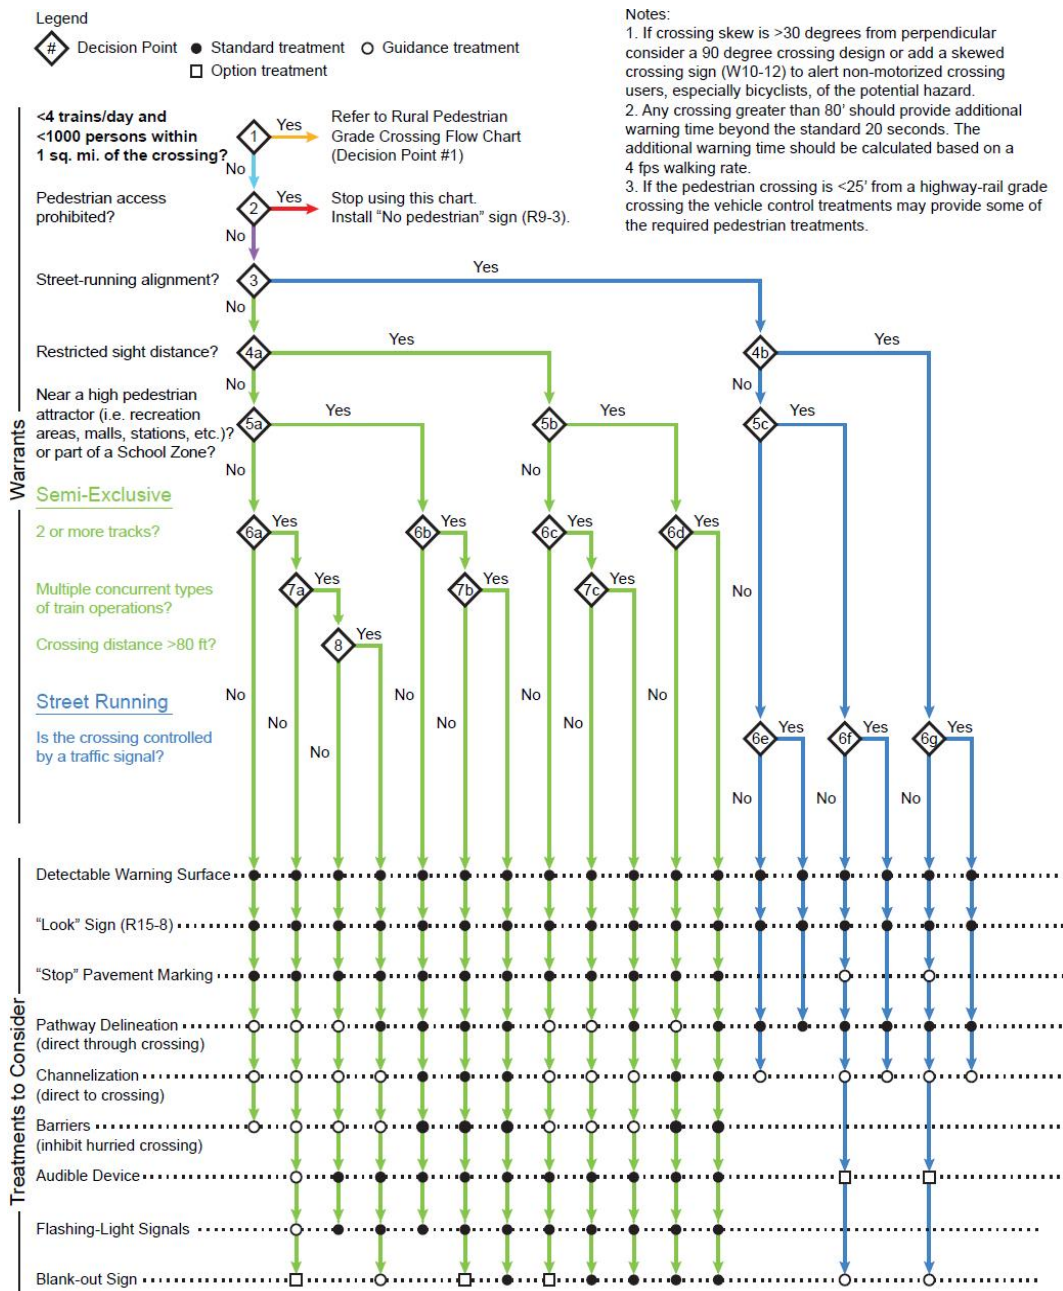 Legend
# Decision Point Standard treatment Guidance treatment
Option treatment
Notes:
1. If crossing skew is >30 degrees from perpendicular
consider a 90 degree crossing design or add a skewed
crossing sign (W10-12) to alert non-motorized crossing
users, especially bicyclists, of the potential hazard.
2. Any crossing greater than 80' should provide additional
warning time beyond the standard 20 seconds. The
additional warning time should be calculated based on a
4 fps walking rate.
3. If the pedestrian crossing is <25' from a highway-rail grade
crossing the vehicle control treatments may provide some of
the required pedestrian treatments.
Warrants
<4 trains/day and
<1000 persons within
1 sq. mi. of the crossing?
1
Yes
Refer to Rural Pedestrian
Grade Crossing Flow Chart
(Decision Point #1)
No
Pedestrian access
prohibited?
2
Yes
Stop using this chart.
Install “No pedestrian” sign (R9-3).
No
Street-running alignment?
3
Yes
No
Restricted sight distance?
4a
Yes
4b
Yes
No
No
Near a high pedestrian
attractor (i.e. recreation
areas, malls, stations, etc.)?
or part of a School Zone?
5a
Yes
5b
Yes
5c
Yes
No
No
Semi-Exclusive
2 or more tracks?
6a
Yes
6b
Yes
6c
Yes
6d
Yes
Multiple concurrent types
of train operations?
7a
Yes
7b
Yes
7c
Yes
No
Crossing distance >80 ft?
8
Yes
No
No
No
No
No
No
No
No
Street Running
Is the crossing controlled
by a traffic signal?
6e
Yes
6f
Yes
6g
Yes
No
No
No
Treatments to Consider
Detectable Warning Surface
“Look” Sign (R15-8)
“Stop” Pavement Marking
Pathway Delineation
(direct through crossing)
Channelization
(direct to crossing)
Barriers
(inhibit hurried crossing)
Audible Device
Flashing-Light Signals
Blank-out Sign